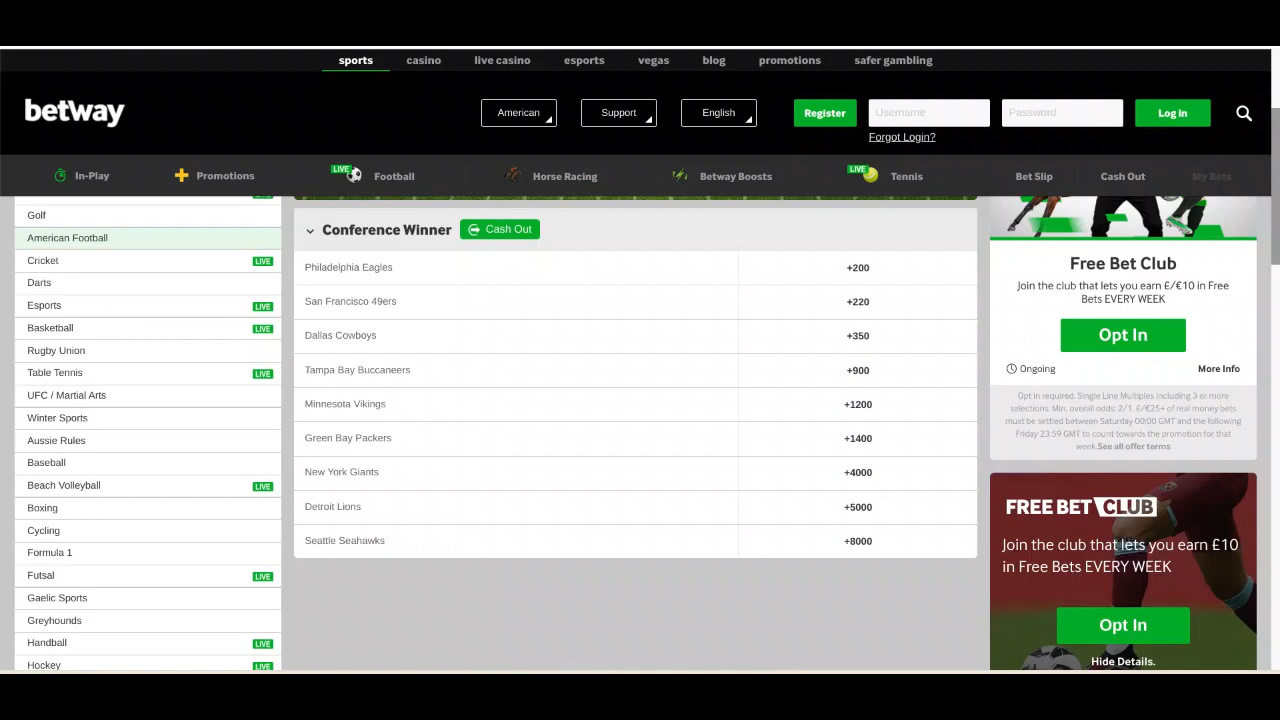 sports casino live casino esports vegas blog promotions safer gambling
betway
American Support English Register Username Password Log In
Forgot Login?
In-Play Promotions LIVE Football Horse Racing Betway Boosts LIVE Tennis Bet Slip Cash Out My Bets
Golf
American Football
Cricket LIVE
Darts
Esports LIVE
Basketball LIVE
Rugby Union
Table Tennis LIVE
UFC / Martial Arts
Winter Sports
Aussie Rules
Baseball
Beach Volleyball LIVE
Boxing
Cycling
Formula 1
Futsal LIVE
Gaelic Sports
Greyhounds
Handball LIVE
Hockey LIVE
Conference Winner Cash Out
Philadelphia Eagles +200
San Francisco 49ers +220
Dallas Cowboys +350
Tampa Bay Buccaneers +900
Minnesota Vikings +1200
Green Bay Packers +1400
New York Giants +4000
Detroit Lions +5000
Seattle Seahawks +8000
Free Bet Club
Join the club that lets you earn £/€10 in Free
Bets EVERY WEEK
Opt In
Ongoing More Info
Opt in required. Single Line Multiples including 3 or more
selections. Min. overall odds: 2/1. £/€25+ of real money bets
must be settled between Saturday 00:00 GMT and the following
Friday 23:59 GMT to count towards the promotion for that
week.See all offer terms
FREE BET CLUB
Join the club that lets you earn £10
in Free Bets EVERY WEEK
Opt In
Hide Details.